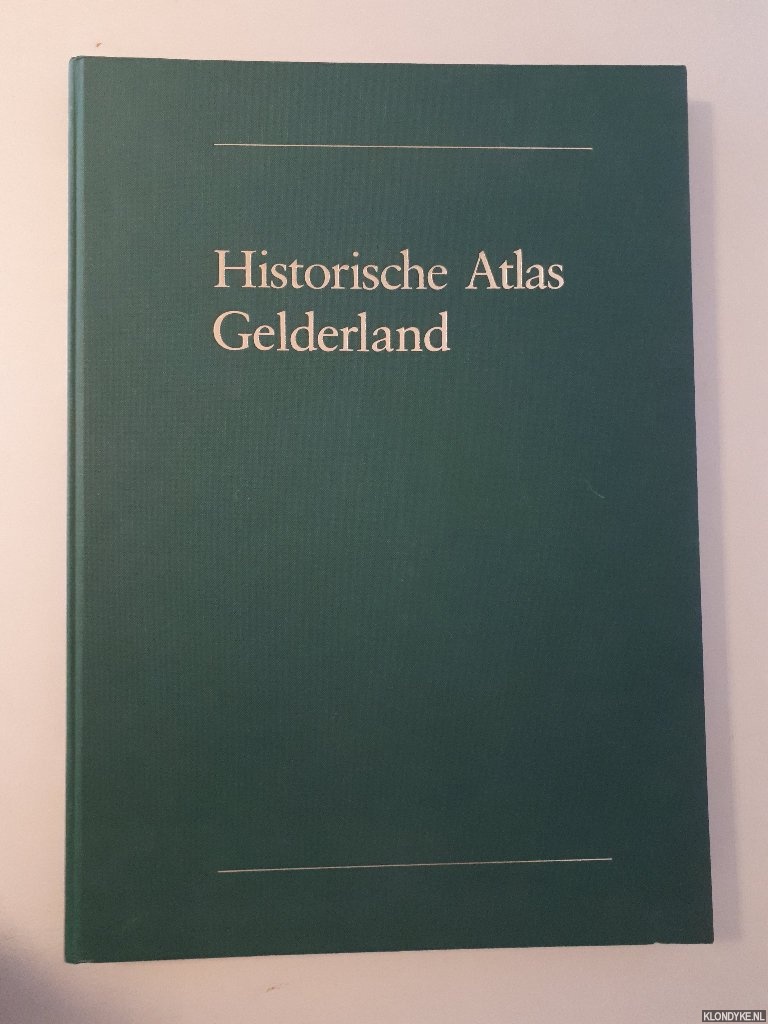 Historische Atlas
Gelderland
KLONDYKE.NL